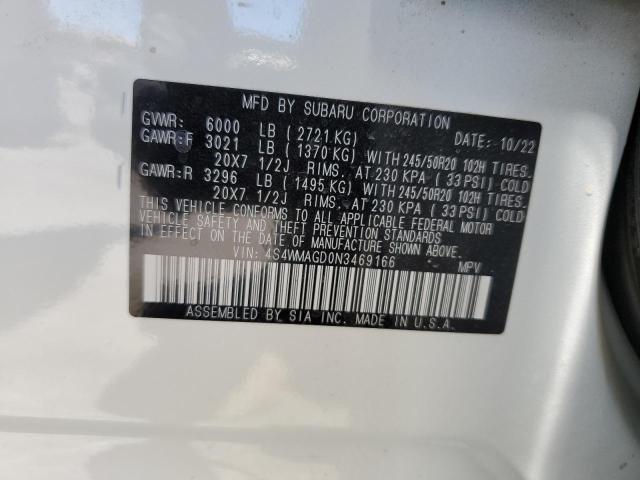 MFD BY SUBARU CORPORATION
GVWR: 6000 LB ( 2721 KG) DATE: 10/22
GAWR:F 3021 LB ( 1370 KG) WITH 245/50R20 102H TIRES.
20X7 1/2J RIMS. AT 230 KPA ( 33 PSI) COLD
GAWR:R 3296 LB ( 1495 KG) WITH 245/50R20 102H TIRES.
20X7 1/2J RIMS. AT 230 KPA ( 33 PSI) COLD
THIS VEHICLE CONFORMS TO ALL APPLICABLE FEDERAL MOTOR
VEHICLE SAFETY AND THEFT PREVENTION STANDARDS
IN EFFECT ON THE DATE OF MANUFACTURE SHOWN ABOVE.
VIN: 4S4WMAGD0N3469166 MPV
ASSEMBLED BY SIA INC. MADE IN U.S.A.